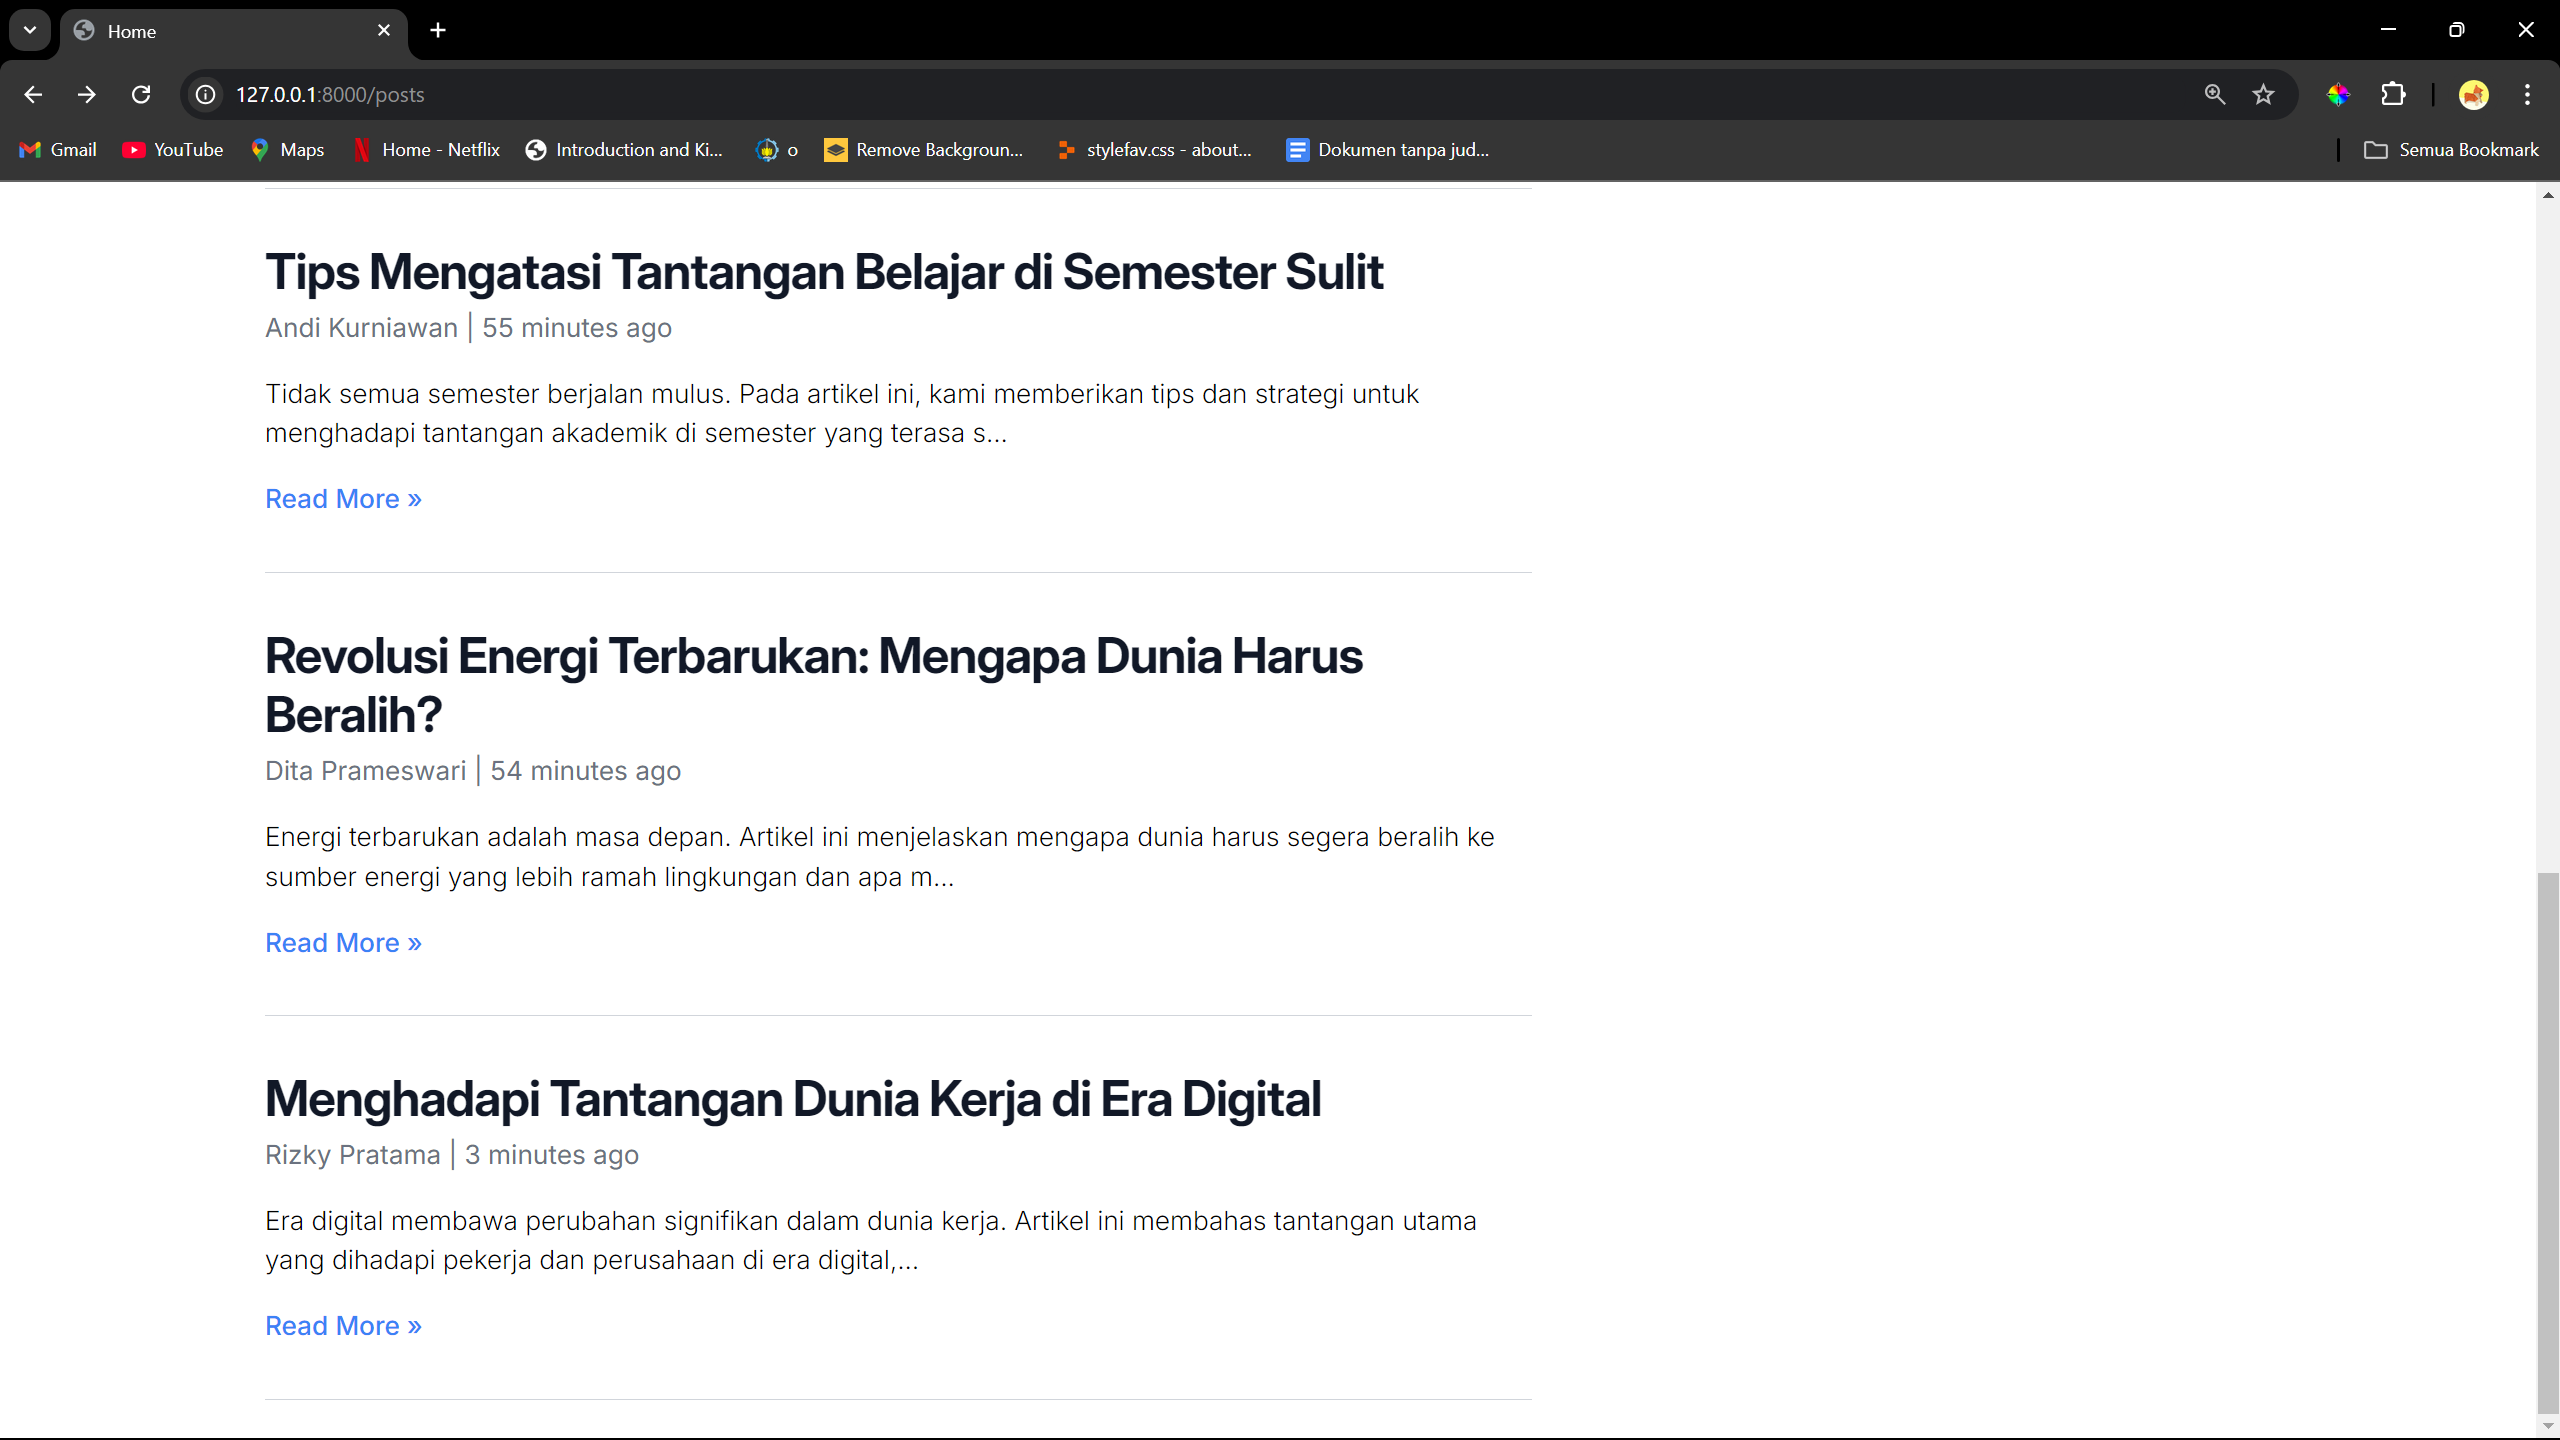 Home
127.0.0.1:8000/posts
Gmail YouTube Maps Home - Netflix Introduction and Ki... o Remove Backgroun... stylefav.css - about... Dokumen tanpa jud... Semua Bookmark
Tips Mengatasi Tantangan Belajar di Semester Sulit
Andi Kurniawan | 55 minutes ago
Tidak semua semester berjalan mulus. Pada artikel ini, kami memberikan tips dan strategi untuk
menghadapi tantangan akademik di semester yang terasa s...
Read More »
Revolusi Energi Terbarukan: Mengapa Dunia Harus
Beralih?
Dita Prameswari | 54 minutes ago
Energi terbarukan adalah masa depan. Artikel ini menjelaskan mengapa dunia harus segera beralih ke
sumber energi yang lebih ramah lingkungan dan apa m...
Read More »
Menghadapi Tantangan Dunia Kerja di Era Digital
Rizky Pratama | 3 minutes ago
Era digital membawa perubahan signifikan dalam dunia kerja. Artikel ini membahas tantangan utama
yang dihadapi pekerja dan perusahaan di era digital,...
Read More »